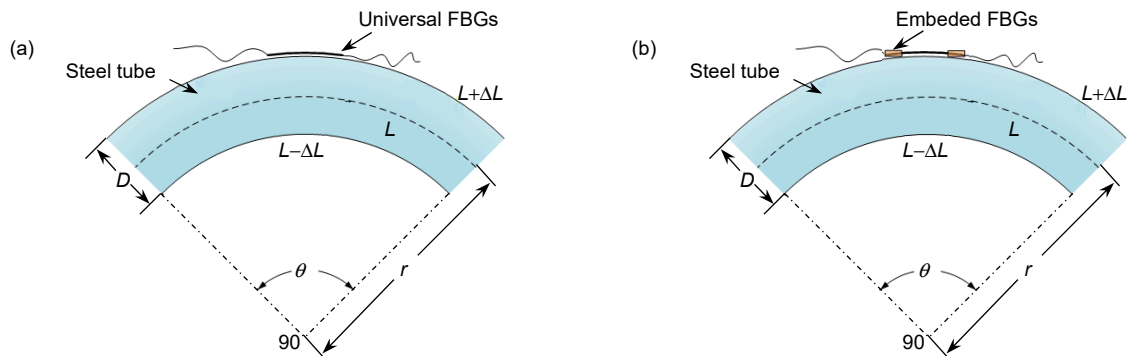 (a)
Universal FBGs
Steel tube
L+ΔL
L
L−ΔL
D
θ
r
90
(b)
Embeded FBGs
Steel tube
L+ΔL
L
L−ΔL
D
θ
r
90